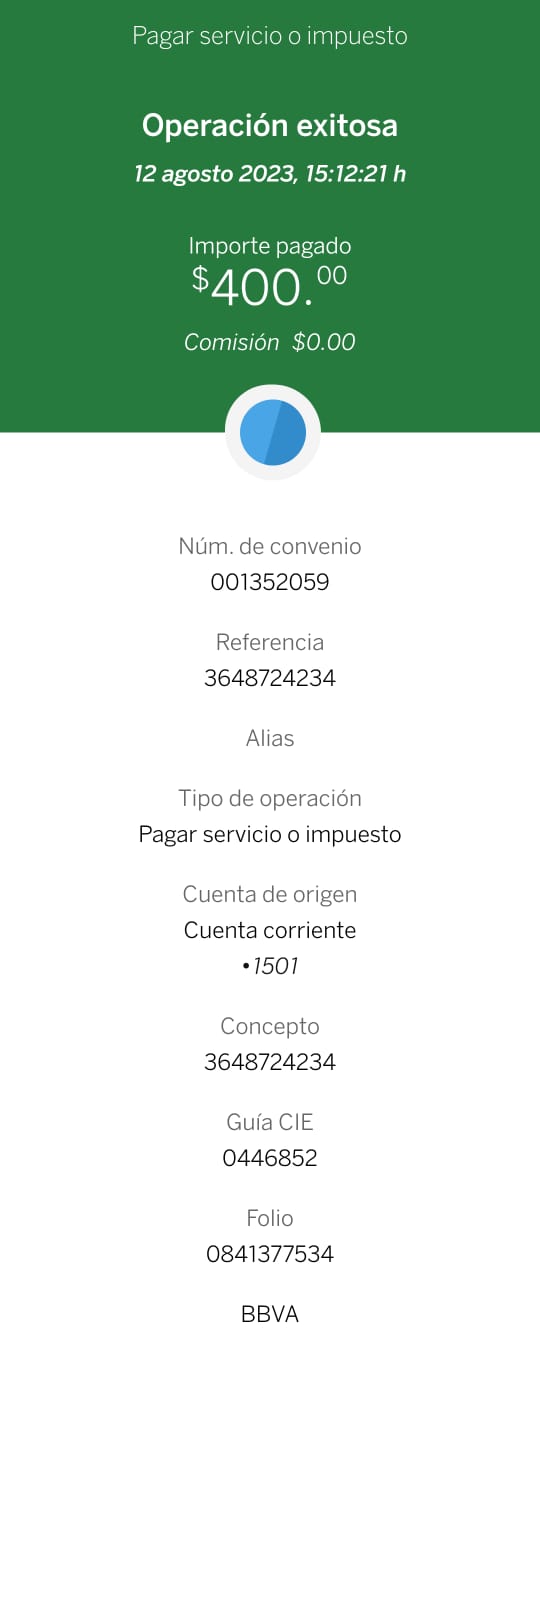 Pagar servicio o impuesto
Operación exitosa
12 agosto 2023, 15:12:21 h
Importe pagado
$400.00
Comisión $0.00
Núm. de convenio
001352059
Referencia
3648724234
Alias
Tipo de operación
Pagar servicio o impuesto
Cuenta de origen
Cuenta corriente
•1501
Concepto
3648724234
Guía CIE
0446852
Folio
0841377534
BBVA